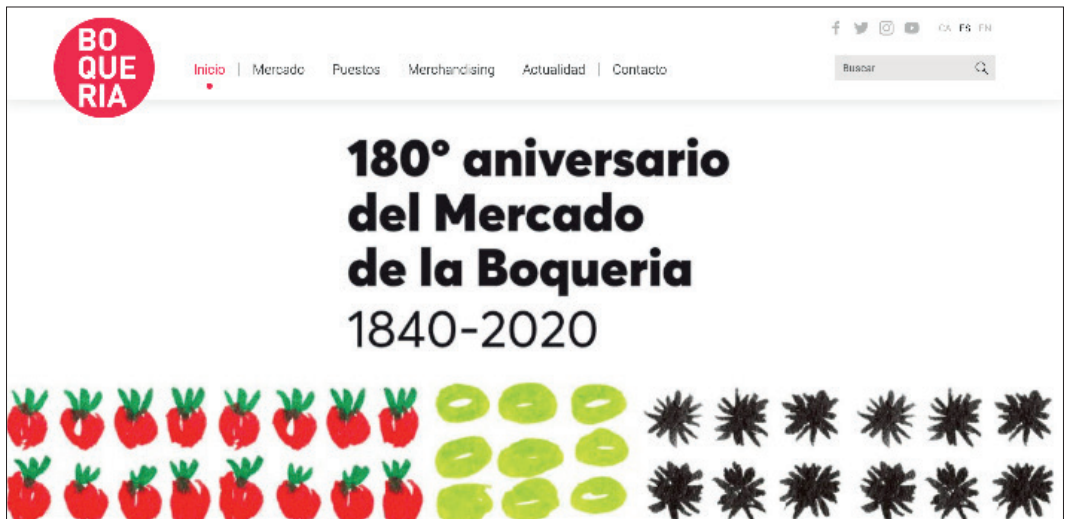 BO
QUE
RIA
CA ES EN
Inicio | Mercado Puestos Merchandising Actualidad | Contacto
Buscar
180º aniversario
del Mercado
de la Boqueria
1840-2020